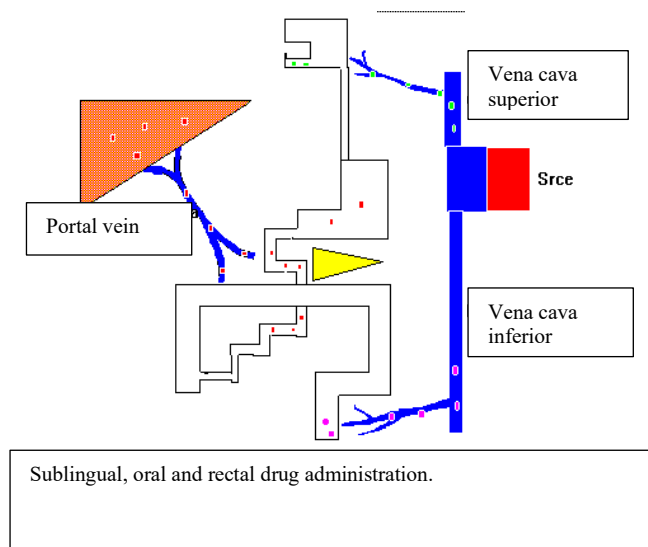 Vena cava
superior
Srce
Portal vein
a
Vena cava
inferior
Sublingual, oral and rectal drug administration.